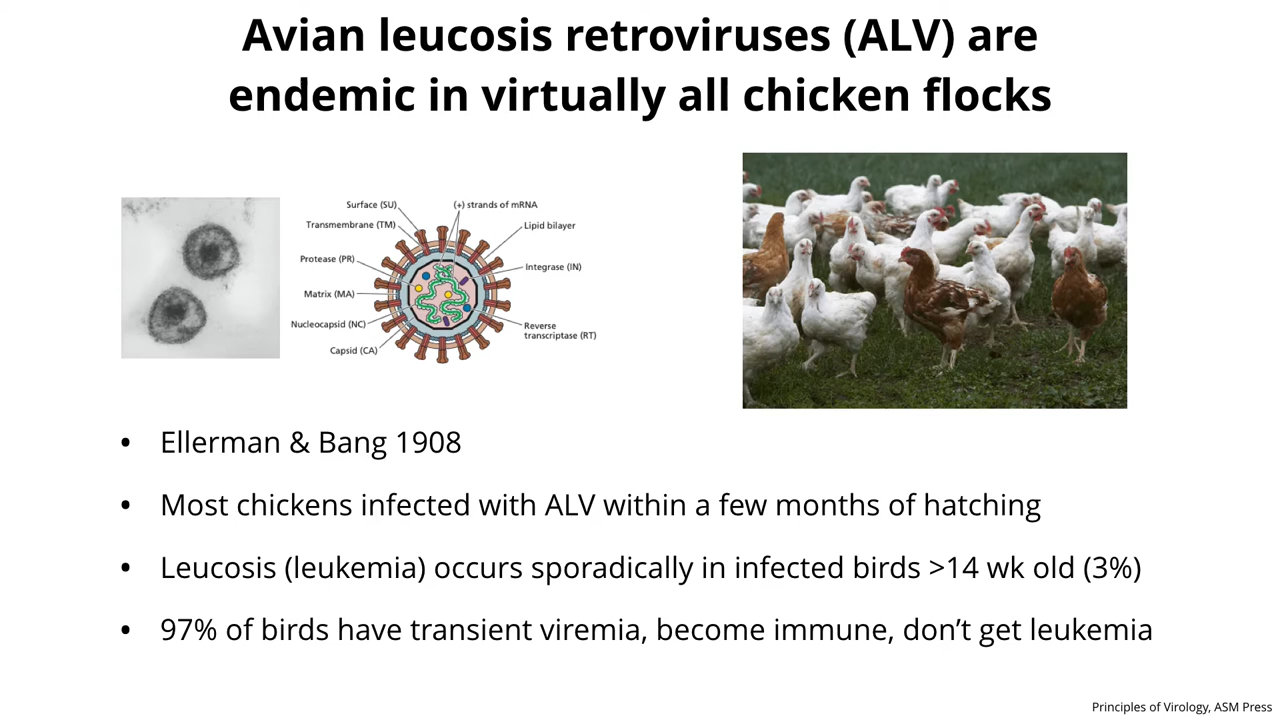 Avian leucosis retroviruses (ALV) are
endemic in virtually all chicken flocks
Surface (SU)
Transmembrane (TM)
Protease (PR)
Matrix (MA)
Nucleocapsid (NC)
Capsid (CA)
(+) strands of mRNA
Lipid bilayer
Integrase (IN)
Reverse
transcriptase (RT)
• Ellerman & Bang 1908
• Most chickens infected with ALV within a few months of hatching
• Leucosis (leukemia) occurs sporadically in infected birds >14 wk old (3%)
• 97% of birds have transient viremia, become immune, don’t get leukemia
Principles of Virology, ASM Press